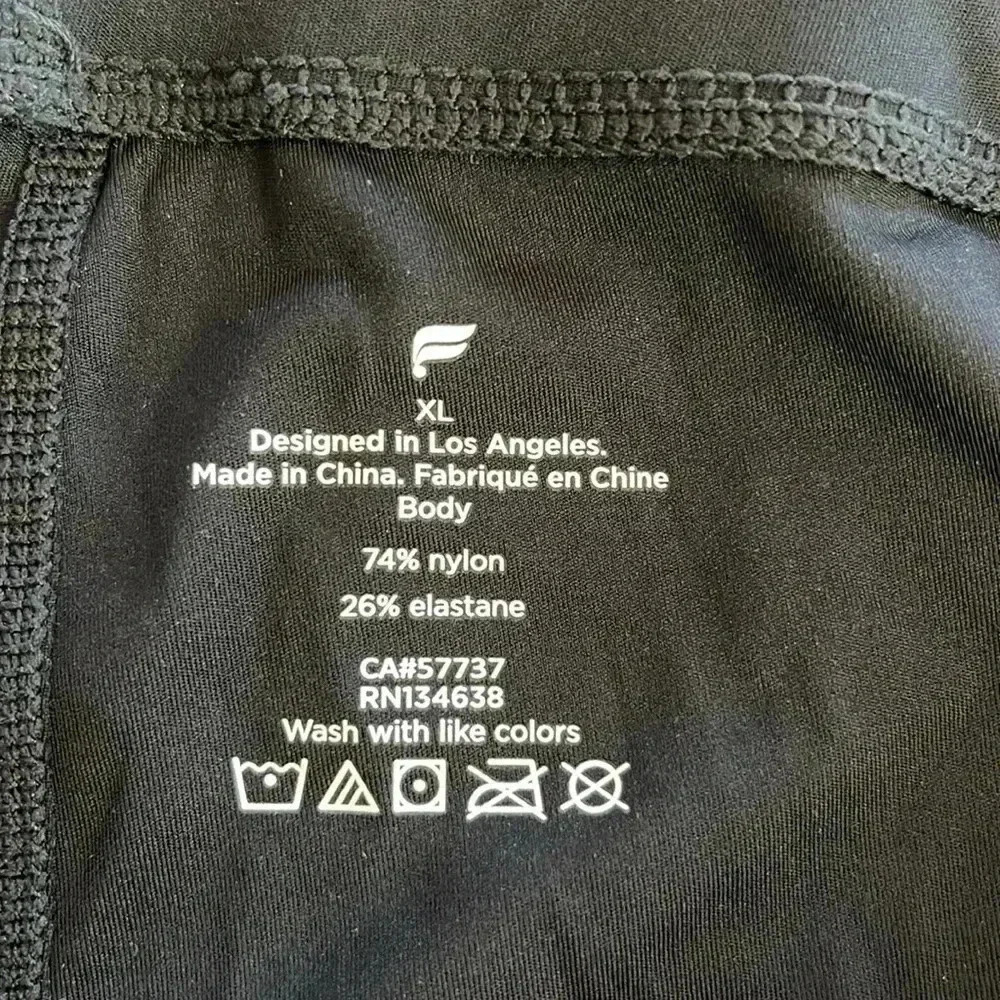 XL
Designed in Los Angeles.
Made in China. Fabriqué en Chine
Body
74% nylon
26% elastane
CA#57737
RN134638
Wash with like colors